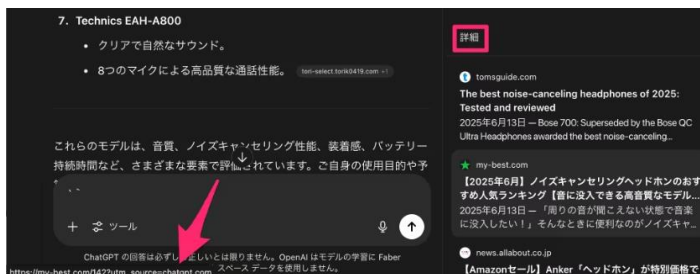 7. Technics EAH-A800
• クリアで自然なサウンド。
• 8つのマイクによる高品質な通話性能。 tori-select.torik0419.com +1
これらのモデルは、音質、ノイズキャンセリング性能、装着感、バッテリー
持続時間など、さまざまな要素で評価されています。ご自身の使用目的や予
ツール
ChatGPT の回答は必ずしも正しいとは限りません。OpenAI はモデルの学習に Faber
スペース データを使用しません。
https://my-best.com/142?utm_source=chatgpt.com
詳細
tomsguide.com
The best noise-canceling headphones of 2025:
Tested and reviewed
2025年6月13日 — Bose 700: Superseded by the Bose QC
Ultra Headphones awarded the best noise-canceling...
my-best.com
【2025年6月】ノイズキャンセリングヘッドホンのおす
すめ人気ランキング【音に没入できる高音質なモデル...
2025年6月13日 — 「周りの音が聞こえない状態で音楽
に没入したい！」そんなときに便利なのがノイズキャ...
news.allabout.co.jp
【Amazonセール】Anker「ヘッドホン」が特別価格で